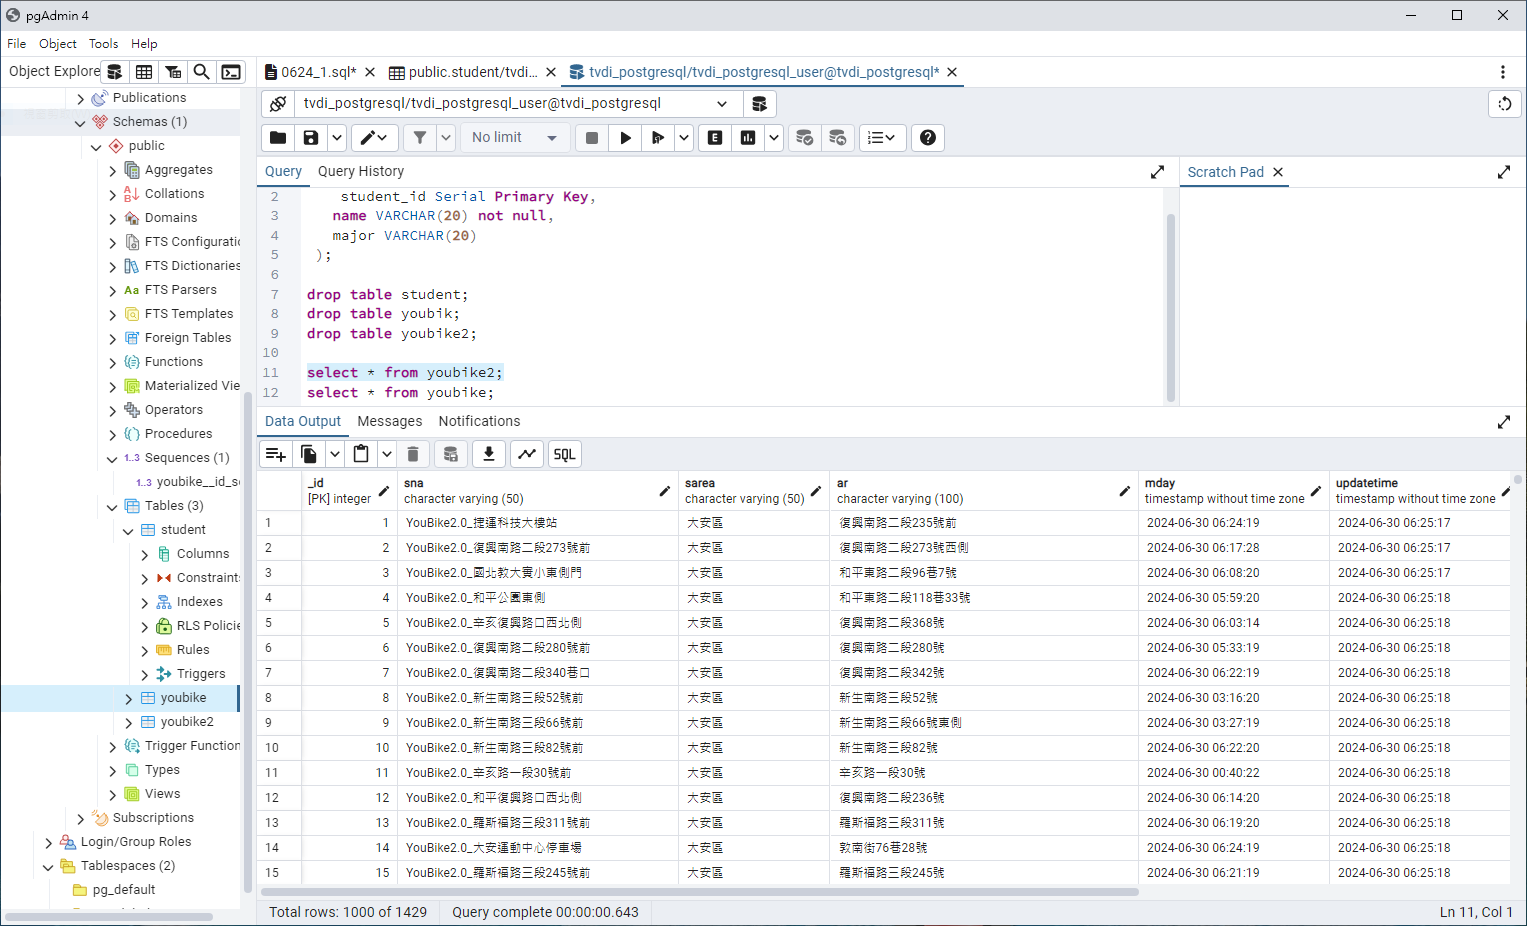 pgAdmin 4
File Object Tools Help
Object Explore
0624_1.sql*
public.student/tvdi...
tvdi_postgresql/tvdi_postgresql_user@tvdi_postgresql*
Publications
Schemas (1)
public
Aggregates
Collations
Domains
FTS Configuratic
FTS Dictionaries
FTS Parsers
FTS Templates
Foreign Tables
Functions
Materialized Vie
Operators
Procedures
1..3 Sequences (1)
1..3 youbike__id_s
Tables (3)
student
Columns
Constraint
Indexes
RLS Policie
Rules
Triggers
youbike
youbike2
Trigger Function
Types
Views
Subscriptions
Login/Group Roles
Tablespaces (2)
pg_default
tvdi_postgresql/tvdi_postgresql_user@tvdi_postgresql
No limit
Query Query History
Scratch Pad
2 student_id Serial Primary Key,
3 name VARCHAR(20) not null,
4 major VARCHAR(20)
5 );
6
7 drop table student;
8 drop table youbik;
9 drop table youbike2;
10
11 select * from youbike2;
12 select * from youbike;
Data Output Messages Notifications
SQL
_id sna sarea ar mday updatetime
[PK] integer character varying (50) character varying (50) character varying (100) timestamp without time zone timestamp without time zone
1 1 YouBike2.0_捷運科技大樓站 大安區 復興南路二段235號前 2024-06-30 06:24:19 2024-06-30 06:25:17
2 2 YouBike2.0_復興南路二段273號前 大安區 復興南路二段273號西側 2024-06-30 06:17:28 2024-06-30 06:25:17
3 3 YouBike2.0_國北教大實小東側門 大安區 和平東路二段96巷7號 2024-06-30 06:08:20 2024-06-30 06:25:17
4 4 YouBike2.0_和平公園東側 大安區 和平東路二段118巷33號 2024-06-30 05:59:20 2024-06-30 06:25:18
5 5 YouBike2.0_辛亥復興路口西北側 大安區 復興南路二段368號 2024-06-30 06:03:14 2024-06-30 06:25:18
6 6 YouBike2.0_復興南路二段280號前 大安區 復興南路二段280號 2024-06-30 05:33:19 2024-06-30 06:25:18
7 7 YouBike2.0_復興南路二段340巷口 大安區 復興南路二段342號 2024-06-30 06:22:19 2024-06-30 06:25:18
8 8 YouBike2.0_新生南路三段52號前 大安區 新生南路三段52號 2024-06-30 03:16:20 2024-06-30 06:25:18
9 9 YouBike2.0_新生南路三段66號前 大安區 新生南路三段66號東側 2024-06-30 03:27:19 2024-06-30 06:25:18
10 10 YouBike2.0_新生南路三段82號前 大安區 新生南路三段82號 2024-06-30 06:22:20 2024-06-30 06:25:18
11 11 YouBike2.0_辛亥路一段30號前 大安區 辛亥路一段30號 2024-06-30 00:40:22 2024-06-30 06:25:18
12 12 YouBike2.0_和平復興路口西北側 大安區 復興南路二段236號 2024-06-30 06:14:20 2024-06-30 06:25:18
13 13 YouBike2.0_羅斯福路三段311號前 大安區 羅斯福路三段311號 2024-06-30 06:19:20 2024-06-30 06:25:18
14 14 YouBike2.0_大安運動中心停車場 大安區 敦南街76巷28號 2024-06-30 06:24:19 2024-06-30 06:25:18
15 15 YouBike2.0_羅斯福路三段245號前 大安區 羅斯福路三段245號 2024-06-30 06:21:19 2024-06-30 06:25:18
Total rows: 1000 of 1429 Query complete 00:00:00.643 Ln 11, Col 1